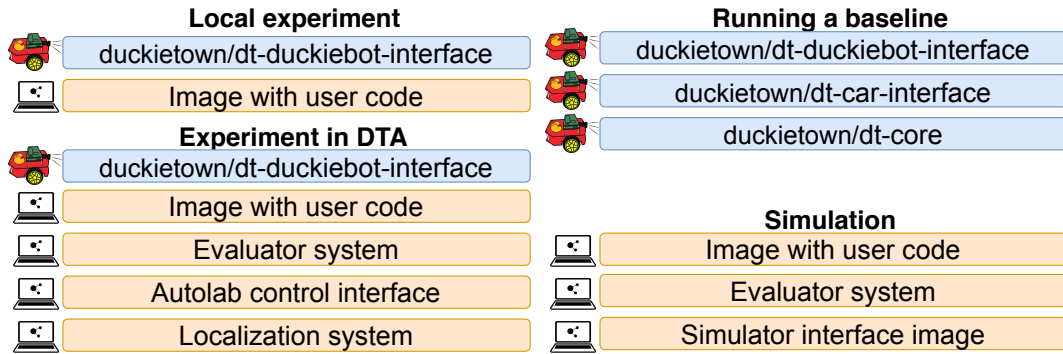 Local experiment
duckietown/dt-duckiebot-interface
Image with user code
Experiment in DTA
duckietown/dt-duckiebot-interface
Image with user code
Evaluator system
Autolab control interface
Localization system
Running a baseline
duckietown/dt-duckiebot-interface
duckietown/dt-car-interface
duckietown/dt-core
Simulation
Image with user code
Evaluator system
Simulator interface image